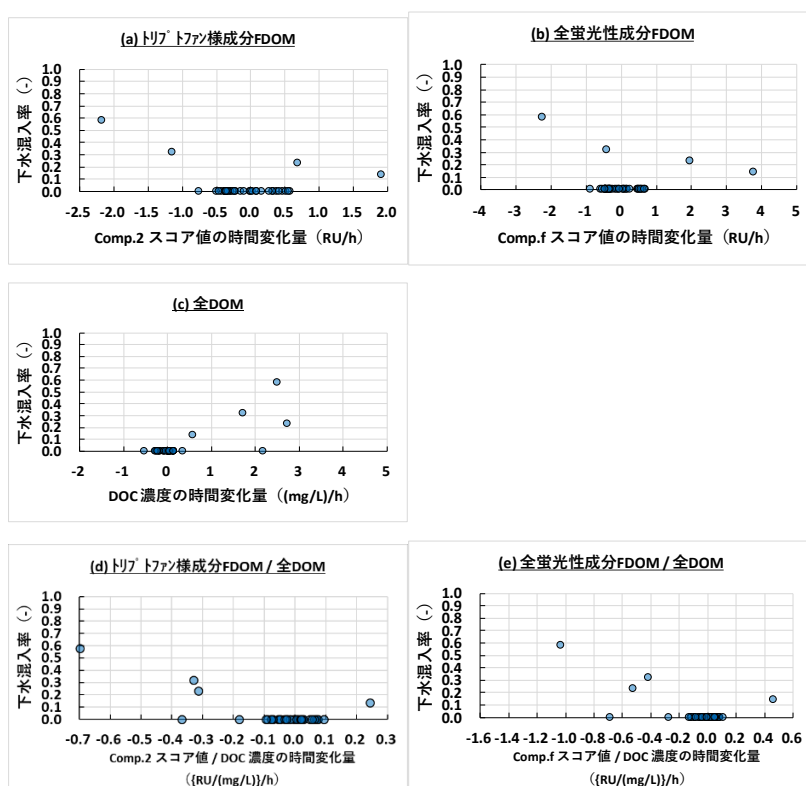 (a) ﾄﾘﾌﾟﾄﾌｧﾝ様成分FDOM
下水混入率（-）
1.0
0.9
0.8
0.7
0.6
0.5
0.4
0.3
0.2
0.1
0.0
-2.5 -2.0 -1.5 -1.0 -0.5 0.0 0.5 1.0 1.5 2.0
Comp.2 スコア値の時間変化量（RU/h）
(b) 全蛍光性成分FDOM
下水混入率（-）
1.0
0.9
0.8
0.7
0.6
0.5
0.4
0.3
0.2
0.1
0.0
-4 -3 -2 -1 0 1 2 3 4 5
Comp.f スコア値の時間変化量（RU/h）
(c) 全DOM
下水混入率（-）
1.0
0.9
0.8
0.7
0.6
0.5
0.4
0.3
0.2
0.1
0.0
-2 -1 0 1 2 3 4 5
DOC 濃度の時間変化量（(mg/L)/h）
(d) ﾄﾘﾌﾟﾄﾌｧﾝ様成分FDOM / 全DOM
下水混入率（-）
1.0
0.9
0.8
0.7
0.6
0.5
0.4
0.3
0.2
0.1
0.0
-0.7 -0.6 -0.5 -0.4 -0.3 -0.2 -0.1 0.0 0.1 0.2 0.3
Comp.2 スコア値 / DOC 濃度の時間変化量
（{RU/(mg/L)}/h）
(e) 全蛍光性成分FDOM / 全DOM
下水混入率（-）
1.0
0.9
0.8
0.7
0.6
0.5
0.4
0.3
0.2
0.1
0.0
-1.6 -1.4 -1.2 -1.0 -0.8 -0.6 -0.4 -0.2 0.0 0.2 0.4 0.6 0.8
Comp.f スコア値 / DOC 濃度の時間変化量
（{RU/(mg/L)}/h）